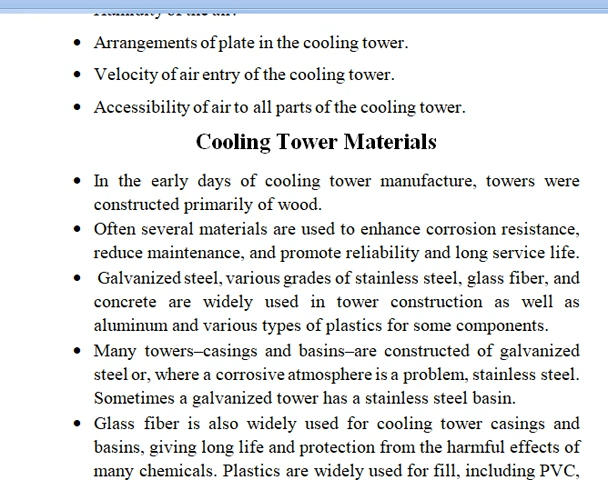 • Arrangements of plate in the cooling tower.
• Velocity of air entry of the cooling tower.
• Accessibility of air to all parts of the cooling tower.
Cooling Tower Materials
• In the early days of cooling tower manufacture, towers were
constructed primarily of wood.
• Often several materials are used to enhance corrosion resistance,
reduce maintenance, and promote reliability and long service life.
• Galvanized steel, various grades of stainless steel, glass fiber, and
concrete are widely used in tower construction as well as
aluminum and various types of plastics for some components.
• Many towers–casings and basins–are constructed of galvanized
steel or, where a corrosive atmosphere is a problem, stainless steel.
Sometimes a galvanized tower has a stainless steel basin.
• Glass fiber is also widely used for cooling tower casings and
basins, giving long life and protection from the harmful effects of
many chemicals. Plastics are widely used for fill, including PVC,